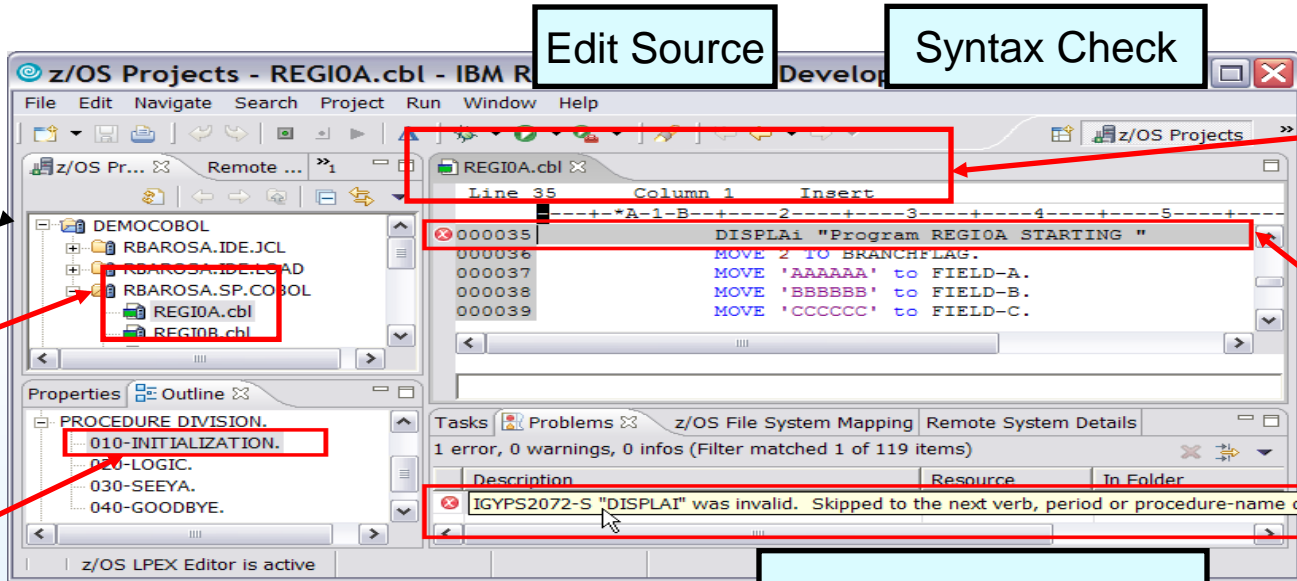 Edit Source
Syntax Check
z/OS Projects - REGI0A.cbl - IBM R
Develop
File Edit Navigate Search Project Run Window Help
z/OS Projects
z/OS Pr...
Remote ...
REGI0A.cbl
Line 35 Column 1 Insert
----+-*A-1-B--+----2----+----3----+----4----+----5----+----
DEMOCOBOL
RBAROSA.IDE.JCL
RBAROSA.IDE.LOAD
RBAROSA.SP.COBOL
REGI0A.cbl
REGI0B.cbl
000035 DISPLAi "Program REGI0A STARTING "
000036 MOVE 2 TO BRANCHFLAG.
000037 MOVE 'AAAAAA' to FIELD-A.
000038 MOVE 'BBBBBB' to FIELD-B.
000039 MOVE 'CCCCCC' to FIELD-C.
Properties Outline
PROCEDURE DIVISION.
010-INITIALIZATION.
020-LOGIC.
030-SEEYA.
040-GOODBYE.
Tasks Problems z/OS File System Mapping Remote System Details
1 error, 0 warnings, 0 infos (Filter matched 1 of 119 items)
Description Resource In Folder
IGYPS2072-S "DISPLAI" was invalid. Skipped to the next verb, period or procedure-name
z/OS LPEX Editor is active